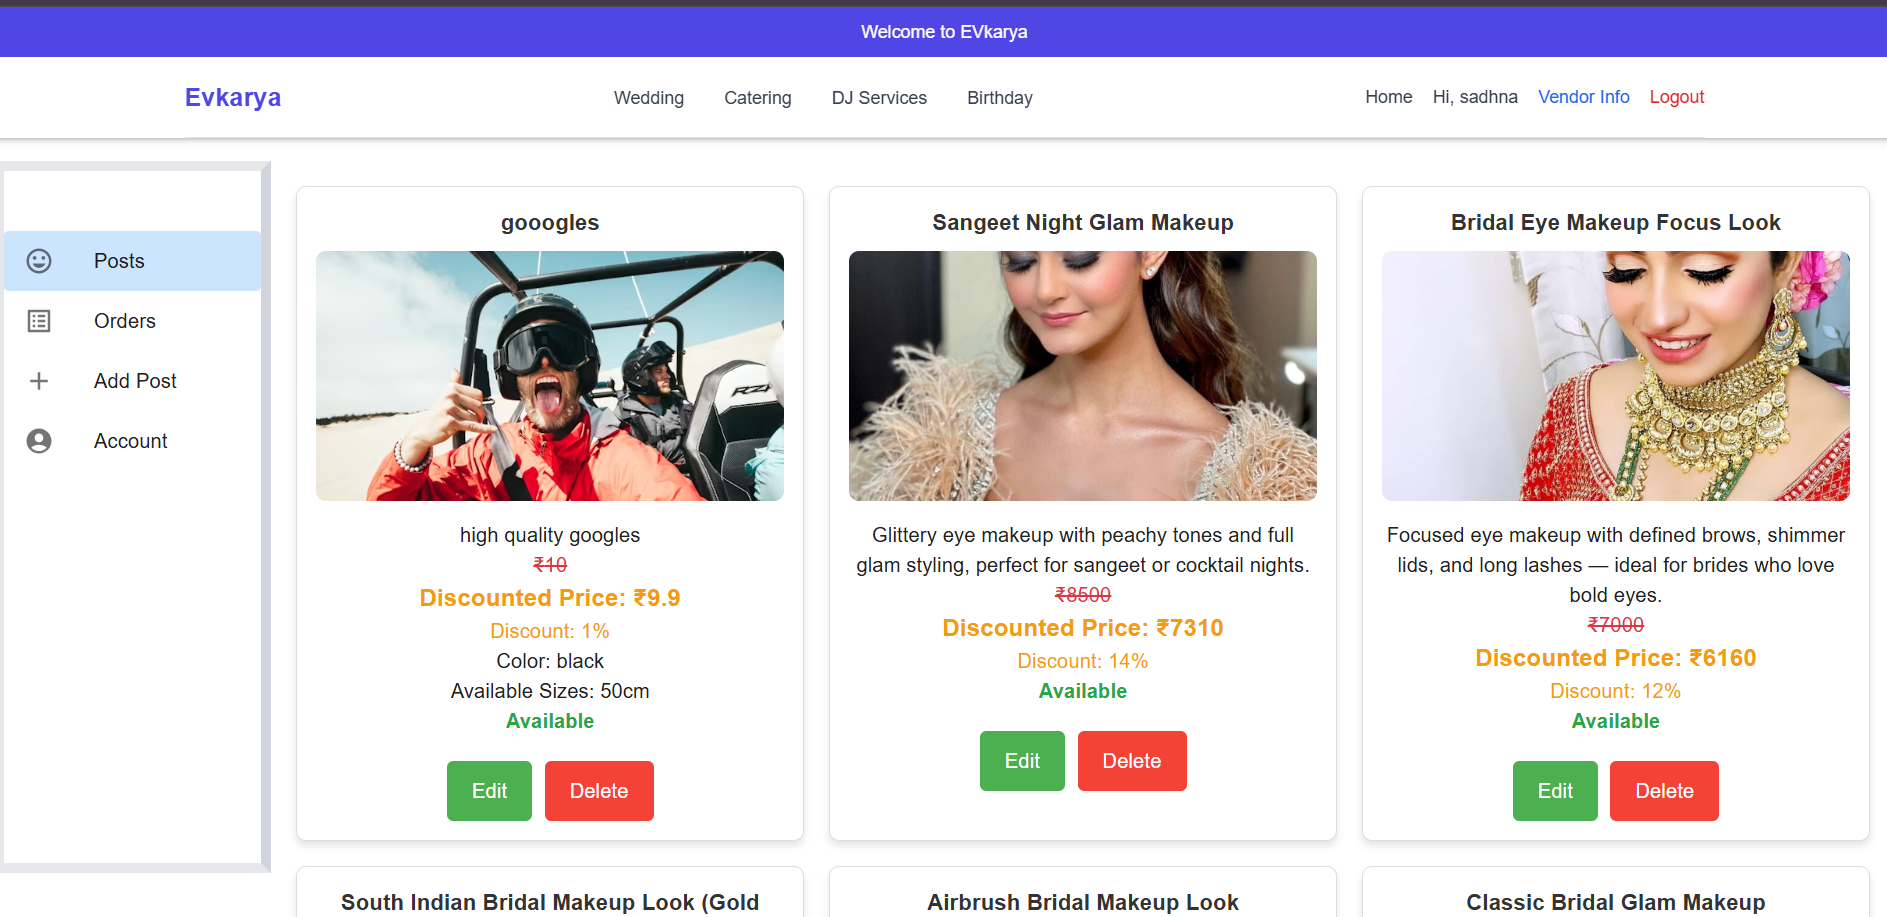 Welcome to EVkarya
Evkarya
Wedding
Catering
DJ Services
Birthday
Home
Hi, sadhna
Vendor Info
Logout
Posts
Orders
Add Post
Account
gooogles
RZR
high quality googles
₹10
Discounted Price: ₹9.9
Discount: 1%
Color: black
Available Sizes: 50cm
Available
Edit
Delete
Sangeet Night Glam Makeup
Glittery eye makeup with peachy tones and full
glam styling, perfect for sangeet or cocktail nights.
₹8500
Discounted Price: ₹7310
Discount: 14%
Available
Edit
Delete
Bridal Eye Makeup Focus Look
Focused eye makeup with defined brows, shimmer
lids, and long lashes — ideal for brides who love
bold eyes.
₹7000
Discounted Price: ₹6160
Discount: 12%
Available
Edit
Delete
South Indian Bridal Makeup Look (Gold
Airbrush Bridal Makeup Look
Classic Bridal Glam Makeup